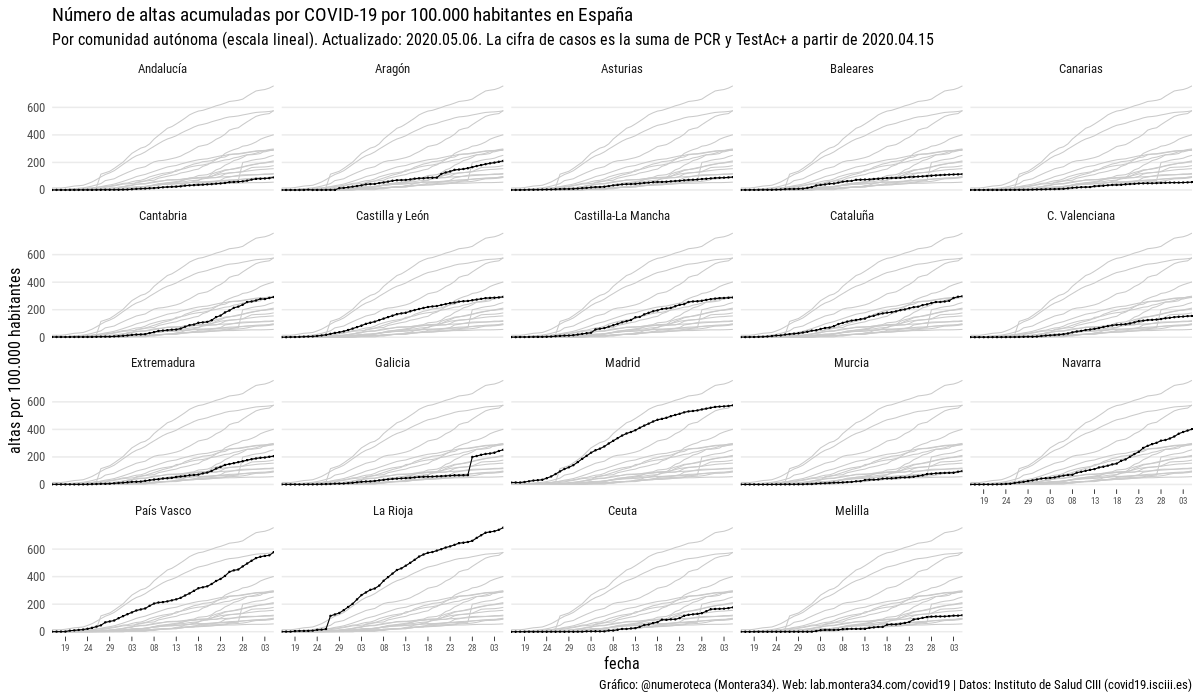 Número de altas acumuladas por COVID-19 por 100.000 habitantes en España
Por comunidad autónoma (escala lineal). Actualizado: 2020.05.06. La cifra de casos es la suma de PCR y TestAc+ a partir de 2020.04.15
Andalucía Aragón Asturias Baleares Canarias
600
400
200
0
Cantabria Castilla y León Castilla-La Mancha Cataluña C. Valenciana
600
400
200
0
altas por 100.000 habitantes
Extremadura Galicia Madrid Murcia Navarra
600
400
200
0
19 24 29 03 08 13 18 23 28 03
País Vasco La Rioja Ceuta Melilla
600
400
200
0
19 24 29 03 08 13 18 23 28 03 19 24 29 03 08 13 18 23 28 03 19 24 29 03 08 13 18 23 28 03 19 24 29 03 08 13 18 23 28 03
fecha
Gráfico: @numeroteca (Montera34). Web: lab.montera34.com/covid19 | Datos: Instituto de Salud CIII (covid19.isciii.es)